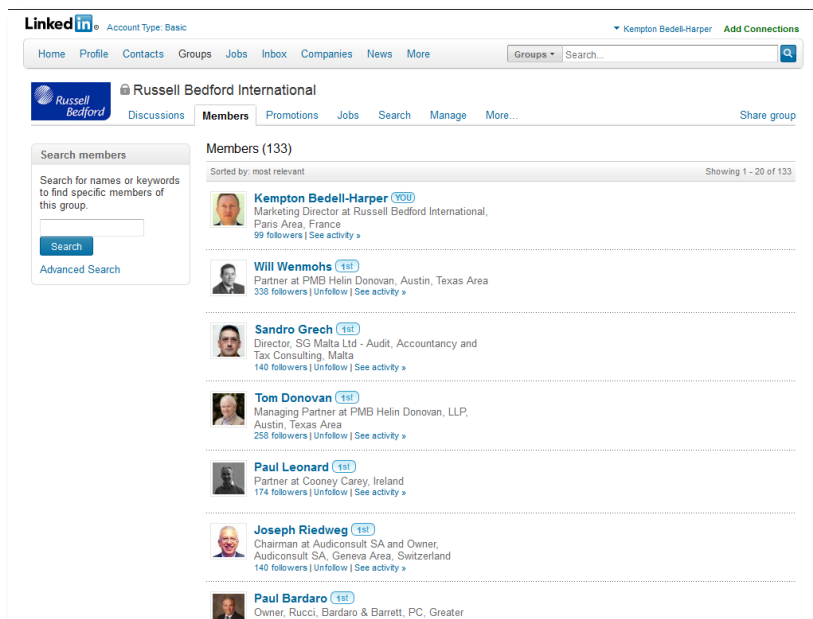 Linked in® Account Type: Basic
Kempton Bedell-Harper Add Connections
Home Profile Contacts Groups Jobs Inbox Companies News More
Groups Search...
Russell
Bedford
Russell Bedford International
Discussions Members Promotions Jobs Search Manage More... Share group
Search members
Search for names or keywords
to find specific members of
this group.
Search
Advanced Search
Members (133)
Sorted by: most relevant Showing 1 - 20 of 133
Kempton Bedell-Harper YOU
Marketing Director at Russell Bedford International,
Paris Area, France
99 followers | See activity »
Will Wenmohs 1st
Partner at PMB Helin Donovan, Austin, Texas Area
338 followers | Unfollow | See activity »
Sandro Grech 1st
Director, SG Malta Ltd - Audit, Accountancy and
Tax Consulting, Malta
140 followers | Unfollow | See activity »
Tom Donovan 1st
Managing Partner at PMB Helin Donovan, LLP,
Austin, Texas Area
258 followers | Unfollow | See activity »
Paul Leonard 1st
Partner at Cooney Carey, Ireland
174 followers | Unfollow | See activity »
Joseph Riedweg 1st
Chairman at Audiconsult SA and Owner,
Audiconsult SA, Geneva Area, Switzerland
140 followers | Unfollow | See activity »
Paul Bardaro 1st
Owner, Rucci, Bardaro & Barrett, PC, Greater